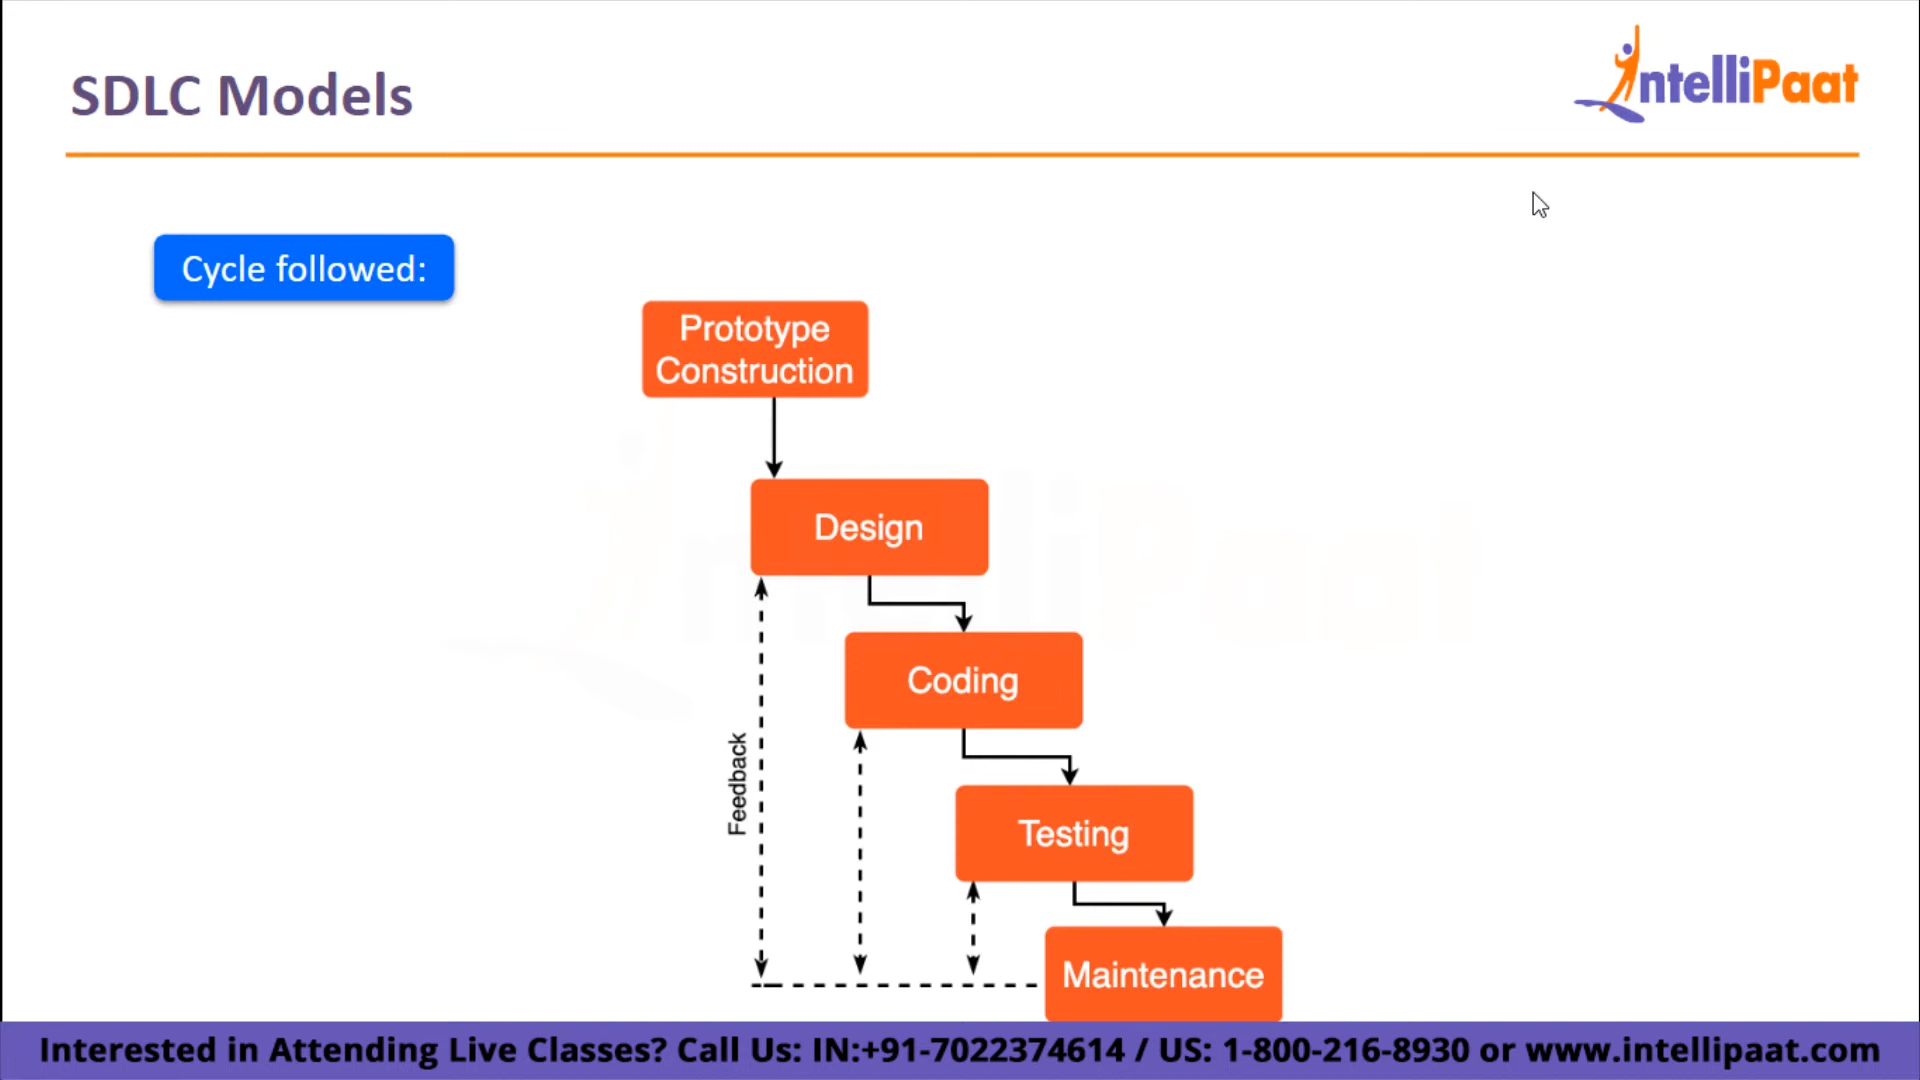 SDLC Models
ntelliPaat
Cycle followed:
Prototype
Construction
Design
Coding
Feedback
Testing
Maintenance
Interested in Attending Live Classes? Call Us: IN:+91-7022374614 / US: 1-800-216-8930 or www.intellipaat.com